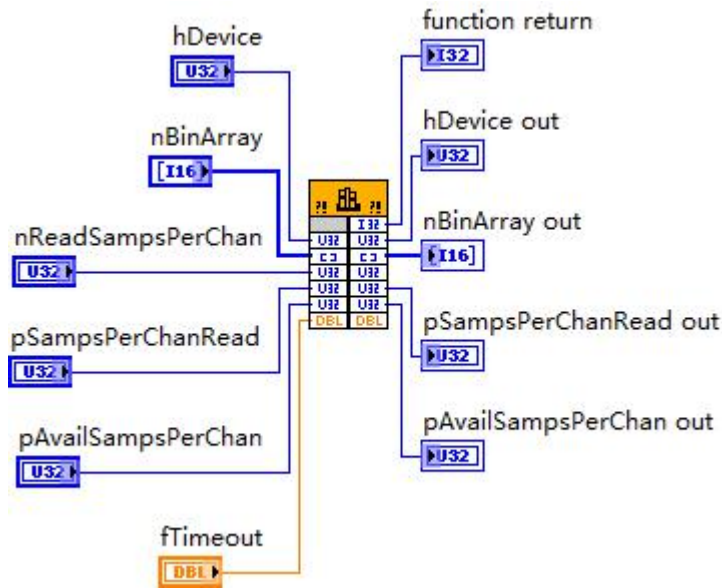 hDevice
U32
nBinArray
[I16]
nReadSampsPerChan
U32
pSampsPerChanRead
U32
pAvailSampsPerChan
U32
fTimeout
DBL
?! ?!
I32
U32 U32
[] []
U32 U32
U32 U32
U32 U32
DBL DBL
function return
I32
hDevice out
U32
nBinArray out
[I16]
pSampsPerChanRead out
U32
pAvailSampsPerChan out
U32